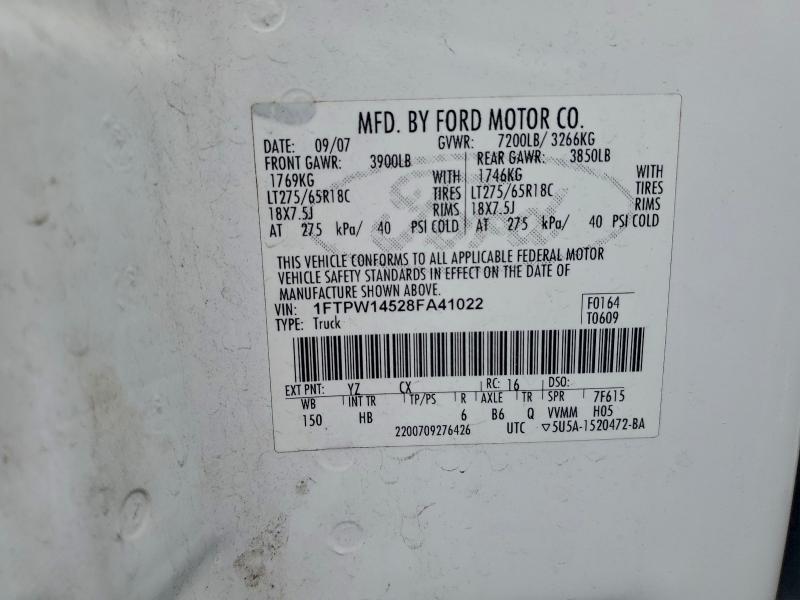 MFD. BY FORD MOTOR CO.
DATE: 09/07 GVWR: 7200LB/ 3266KG
FRONT GAWR: 3900LB REAR GAWR: 3850LB
1769KG WITH 1746KG WITH
LT275/65R18C TIRES LT275/65R18C TIRES
18X7.5J RIMS 18X7.5J RIMS
AT 275 kPa/ 40 PSI COLD AT 275 kPa/ 40 PSI COLD
THIS VEHICLE CONFORMS TO ALL APPLICABLE FEDERAL MOTOR
VEHICLE SAFETY STANDARDS IN EFFECT ON THE DATE OF
MANUFACTURE SHOWN ABOVE.
VIN: 1FTPW14528FA41022 F0164
TYPE: Truck T0609
EXT PNT: YZ CX RC: 16 DSO:
WB INT TR TP/PS R AXLE TR SPR 7F615
150 HB 6 B6 Q VVMM H05
2200709276426 UTC ▽5U5A-1520472-BA
Ford